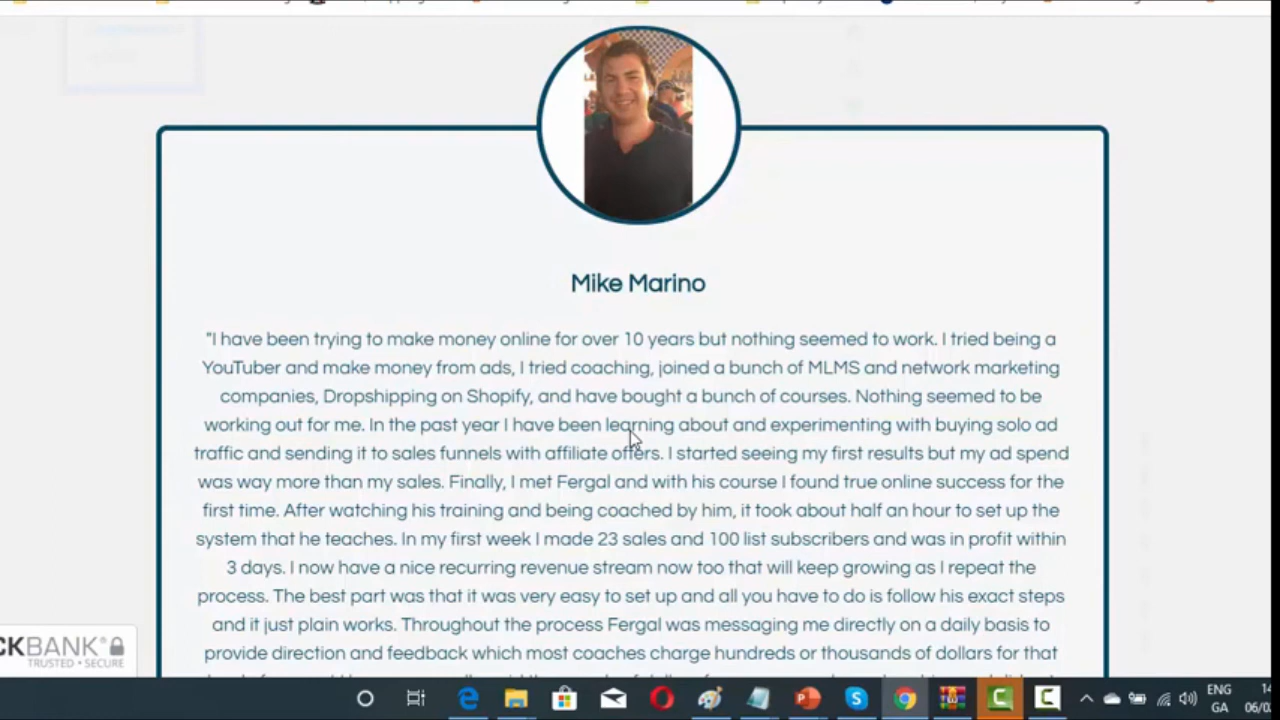 Mike Marino
"I have been trying to make money online for over 10 years but nothing seemed to work. I tried being a
YouTuber and make money from ads, I tried coaching, joined a bunch of MLMS and network marketing
companies, Dropshipping on Shopify, and have bought a bunch of courses. Nothing seemed to be
working out for me. In the past year I have been learning about and experimenting with buying solo ad
traffic and sending it to sales funnels with affiliate offers. I started seeing my first results but my ad spend
was way more than my sales. Finally, I met Fergal and with his course I found true online success for the
first time. After watching his training and being coached by him, it took about half an hour to set up the
system that he teaches. In my first week I made 23 sales and 100 list subscribers and was in profit within
3 days. I now have a nice recurring revenue stream now too that will keep growing as I repeat the
process. The best part was that it was very easy to set up and all you have to do is follow his exact steps
and it just plain works. Throughout the process Fergal was messaging me directly on a daily basis to
provide direction and feedback which most coaches charge hundreds or thousands of dollars for that
CKBANK®
TRUSTED • SECURE
ENG
GA
14
06/0